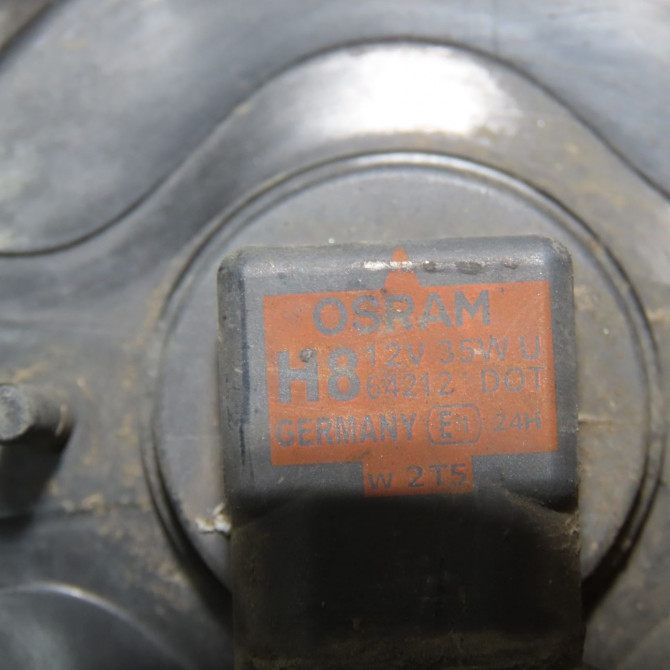 OSRAM
H8 12V 35W U
64212 DOT
GERMANY E1 24H
W 2T5